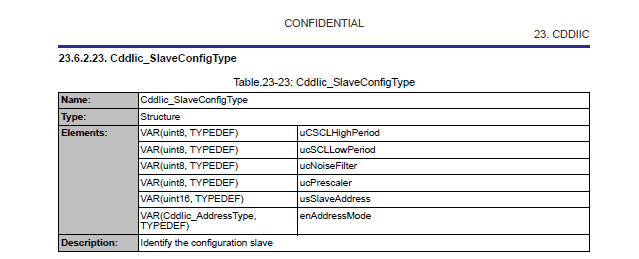 CONFIDENTIAL
23. CDDIIC
23.6.2.23. CddIic_SlaveConfigType
Table.23-23: CddIic_SlaveConfigType
Name: CddIic_SlaveConfigType
Type: Structure
Elements: VAR(uint8, TYPEDEF) uCSCLHighPeriod
VAR(uint8, TYPEDEF) ucSCLLowPeriod
VAR(uint8, TYPEDEF) ucNoiseFilter
VAR(uint8, TYPEDEF) ucPrescaler
VAR(uint16, TYPEDEF) usSlaveAddress
VAR(CddIic_AddressType, enAddressMode
TYPEDEF)
Description: Identify the configuration slave